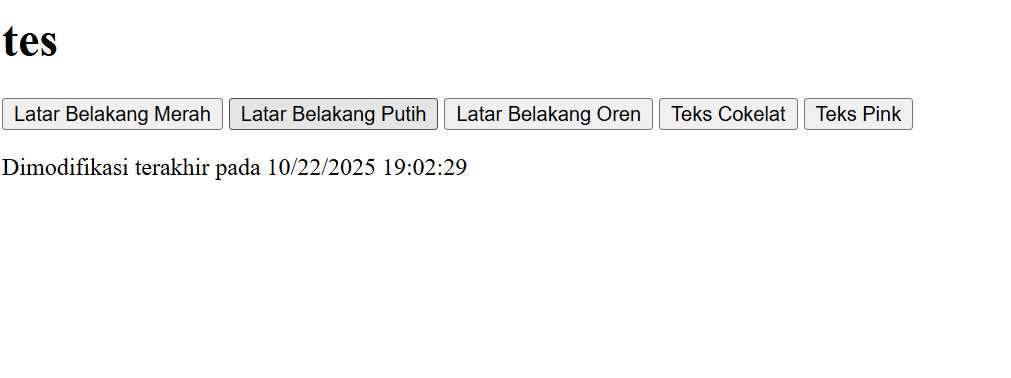 tes
Latar Belakang Merah Latar Belakang Putih Latar Belakang Oren Teks Cokelat Teks Pink
Dimodifikasi terakhir pada 10/22/2025 19:02:29